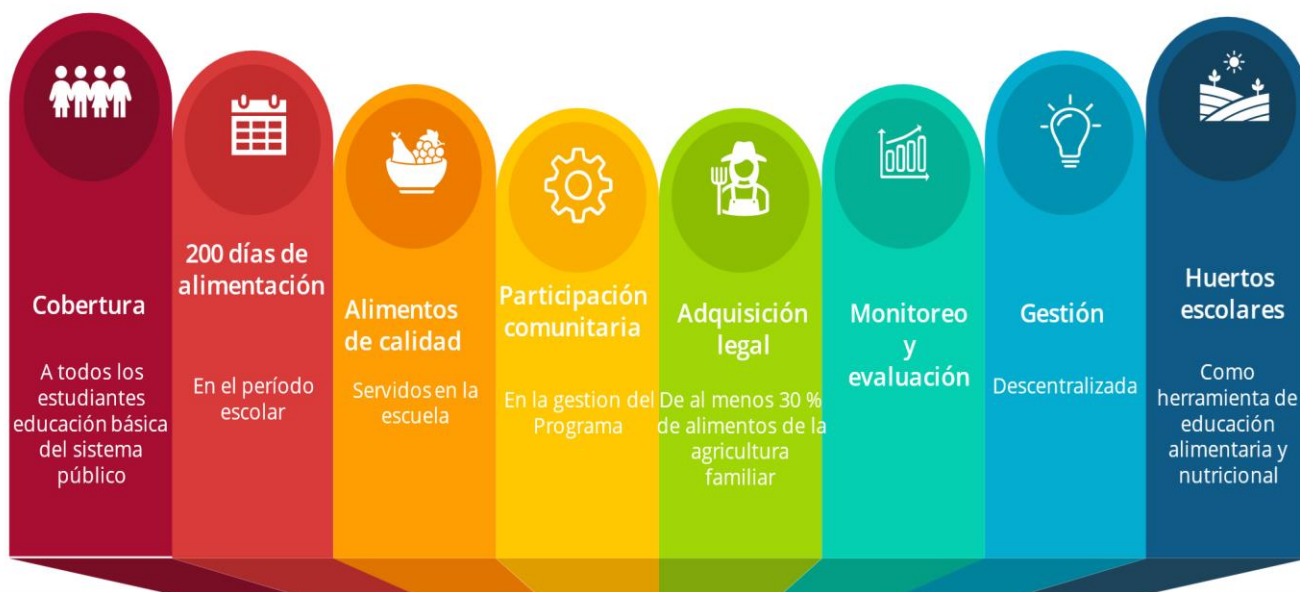 Cobertura
A todos los
estudiantes
educación básica
del sistema
público
200 días de
alimentación
En el período
escolar
Alimentos
de calidad
Servidos en la
escuela
Participación
comunitaria
En la gestion del
Programa
Adquisición
legal
De al menos 30 %
de alimentos de la
agricultura
familiar
Monitoreo
y
evaluación
Gestión
Descentralizada
Huertos
escolares
Como
herramienta de
educación
alimentaria y
nutricional